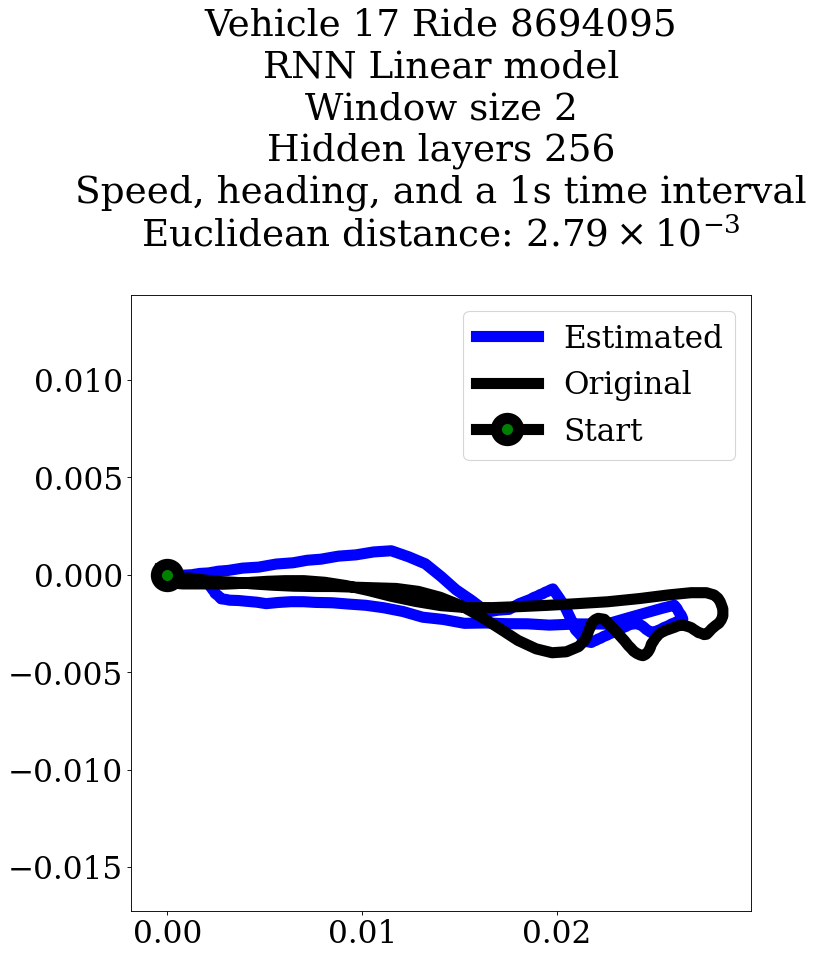 Vehicle 17 Ride 8694095
RNN Linear model
Window size 2
Hidden layers 256
Speed, heading, and a 1s time interval
Euclidean distance: 2.79 × 10⁻³
Estimated
Original
Start
0.010
0.005
0.000
−0.005
−0.010
−0.015
0.00 0.01 0.02